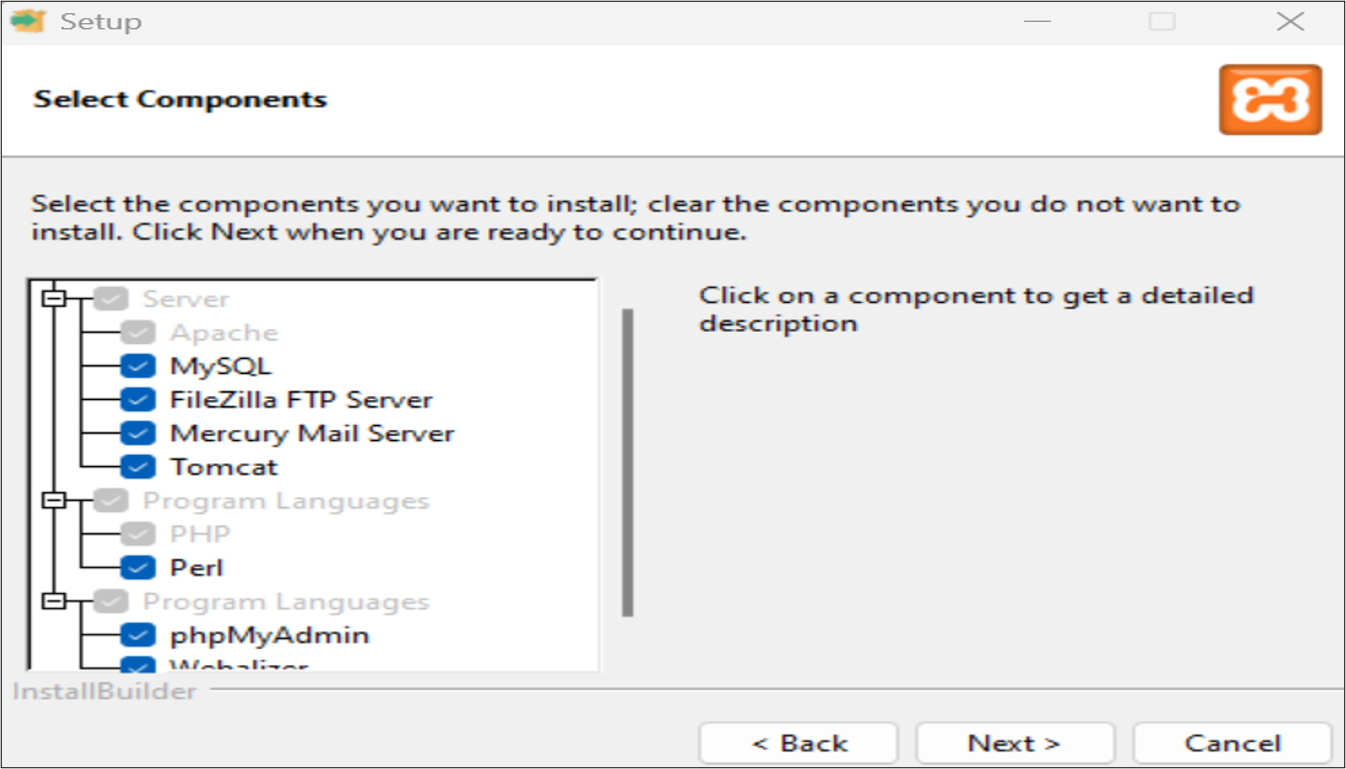 Setup
Select Components
Select the components you want to install; clear the components you do not want to
install. Click Next when you are ready to continue.
Server
Apache
MySQL
FileZilla FTP Server
Mercury Mail Server
Tomcat
Program Languages
PHP
Perl
Program Languages
phpMyAdmin
Webalizer
Click on a component to get a detailed
description
InstallBuilder
< Back
Next >
Cancel